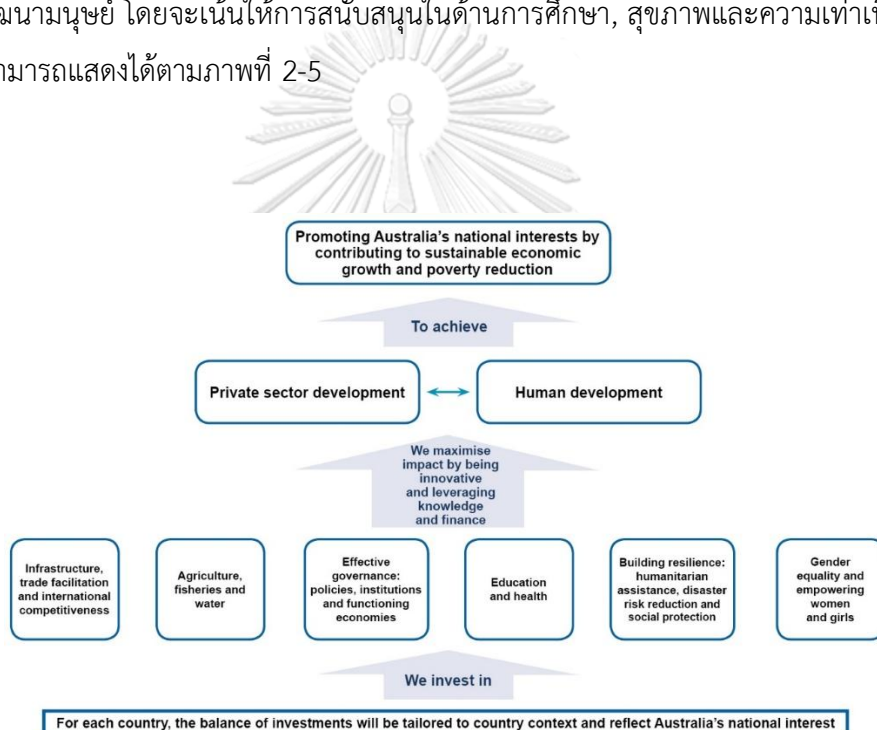 ามนุษย์ โดยจะเน้นให้การสนับสนุนในด้านการศึกษา, สุขภาพและความเท่าเ
ามารถแสดงได้ตามภาพที่ 2-5
Promoting Australia's national interests by
contributing to sustainable economic
growth and poverty reduction
To achieve
Private sector development
Human development
We maximise
impact by being
innovative
and leveraging
knowledge
and finance
Infrastructure,
trade facilitation
and international
competitiveness
Agriculture,
fisheries and
water
Effective
governance:
policies, institutions
and functioning
economies
Education
and health
Building resilience:
humanitarian
assistance, disaster
risk reduction and
social protection
Gender
equality and
empowering
women
and girls
We invest in
For each country, the balance of investments will be tailored to country context and reflect Australia's national interest